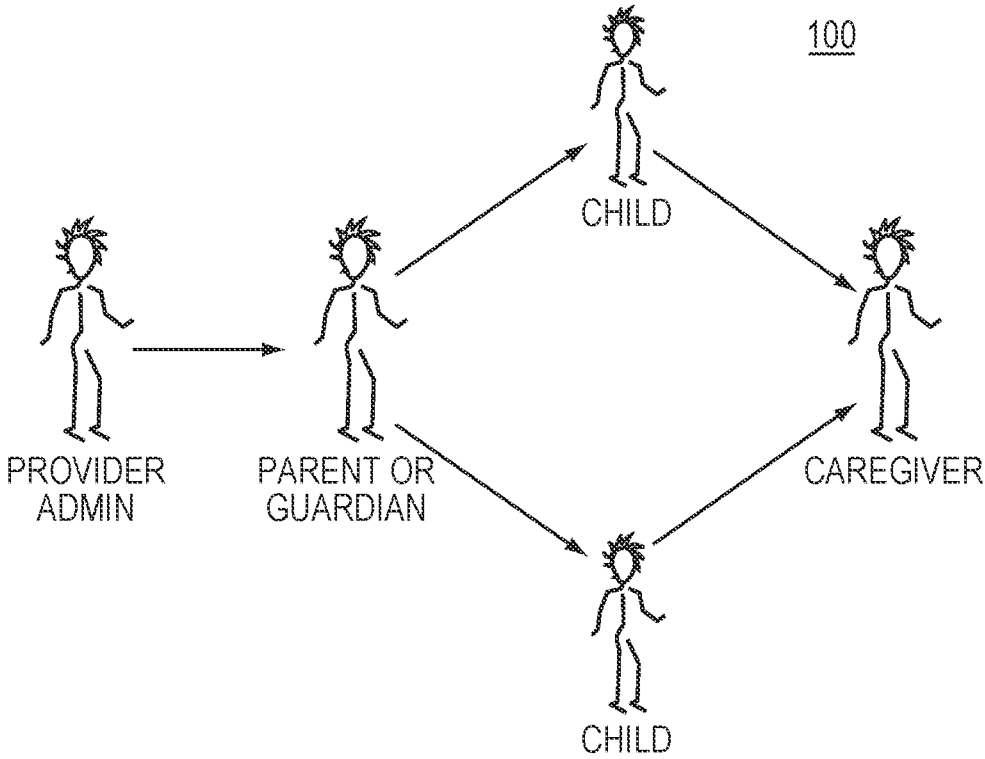 100
CHILD
PROVIDER
ADMIN
PARENT OR
GUARDIAN
CAREGIVER
CHILD